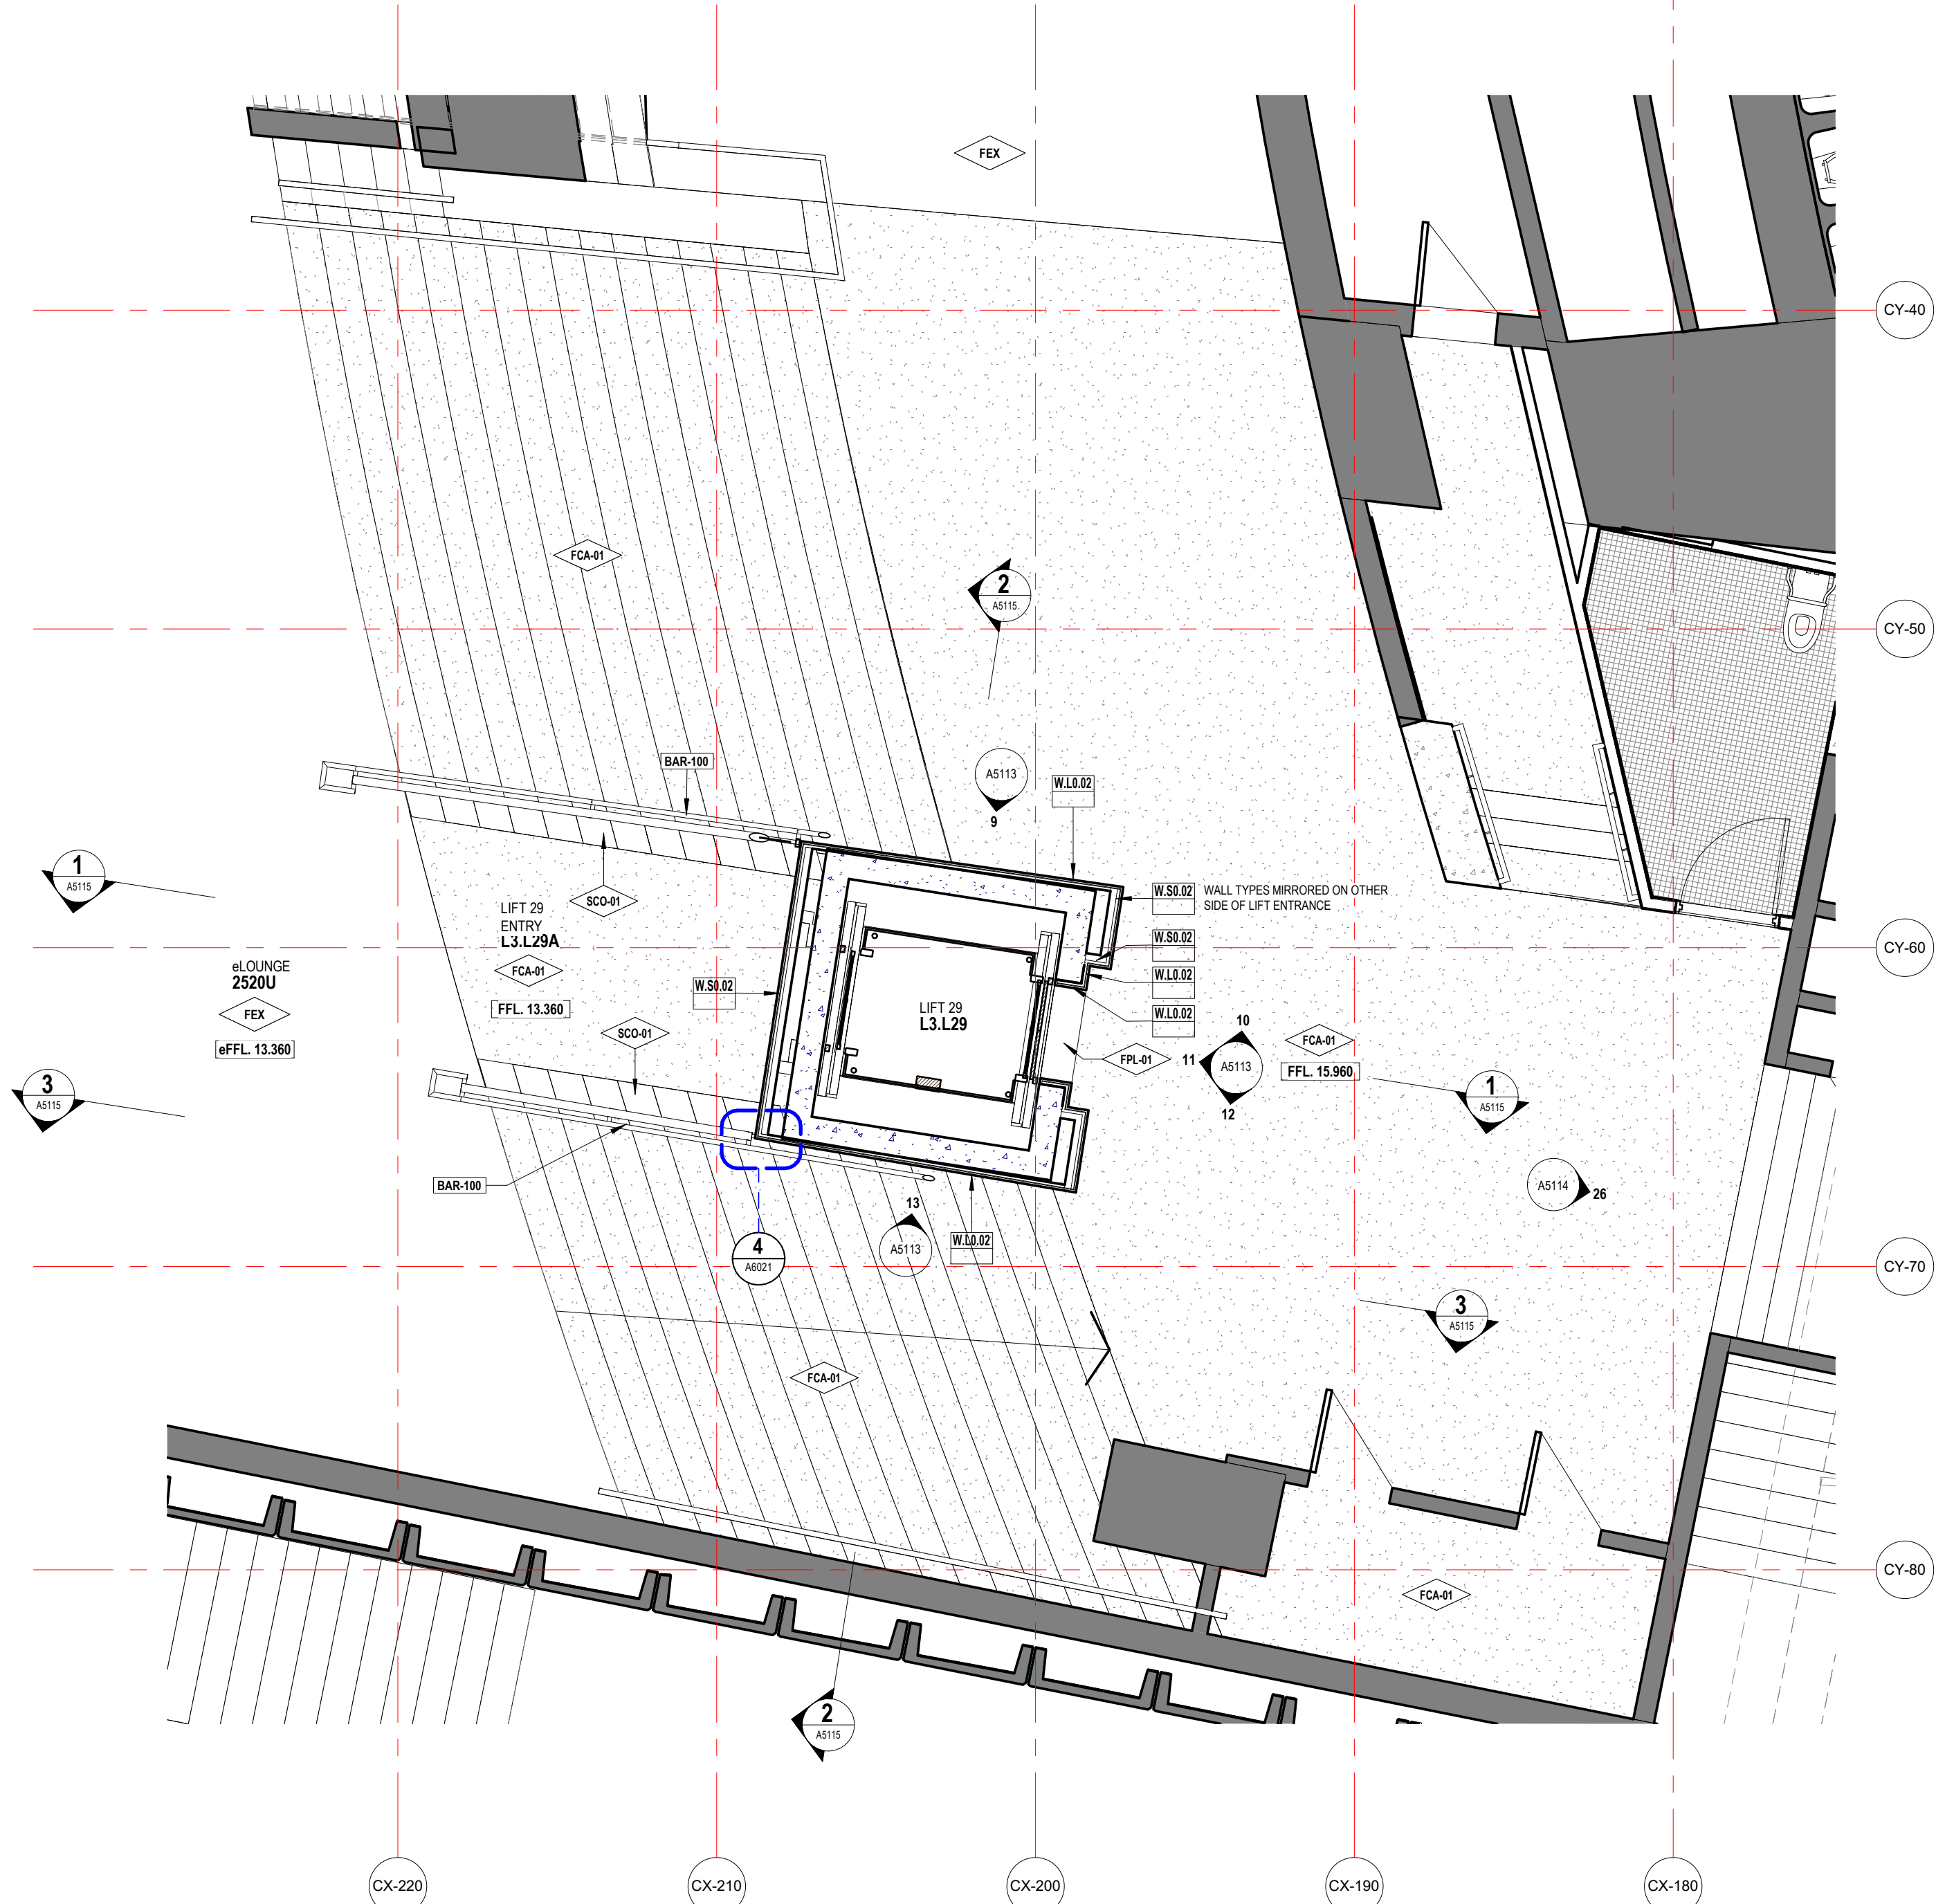 FEX
CY-40
FCA-01
2
A5115
CY-50
BAR-100
A5113
9
W.L0.02
1
A5115
SCO-01
W.S0.02
WALL TYPES MIRRORED ON OTHER
SIDE OF LIFT ENTRANCE
LIFT 29
ENTRY
L3.L29A
W.S0.02
CY-60
eLOUNGE
2520U
FCA-01
W.L0.02
W.S0.02
FEX
FFL. 13.360
LIFT 29
L3.L29
W.L0.02
SCO-01
10
FCA-01
eFFL. 13.360
FPL-01
11
A5113
FFL. 15.960
12
3
A5115
1
A5115
BAR-100
A5114
26
13
A5113
W.L0.02
4
A6021
CY-70
3
A5115
FCA-01
CY-80
FCA-01
2
A5115
CX-220
CX-210
CX-200
CX-190
CX-180